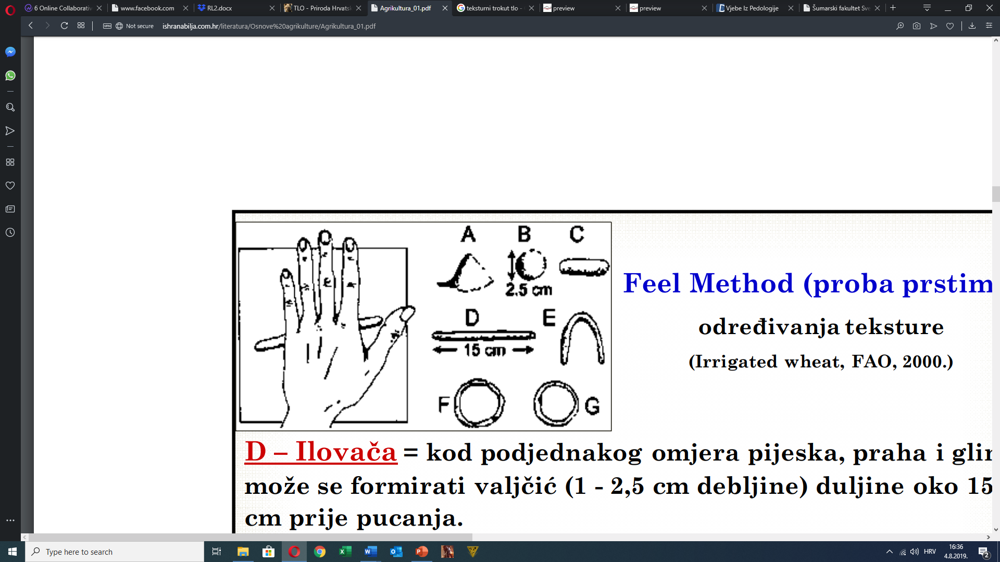 6 Online Collaborativ
www.facebook.com
RL2.docx
TLO - Priroda Hrvatsk
Agrikultura_01.pdf
teksturni trokut tlo -
preview
preview
Vjebe Iz Pedologije
Šumarski fakultet Sve
VPN
Not secure
ishranabilja.com.hr/literatura/Osnove%20agrikulture/Agrikultura_01.pdf
A B C
2.5 cm
D E
15 cm
F G
Feel Method (proba prstim
određivanja teksture
(Irrigated wheat, FAO, 2000.)
D – Ilovača = kod podjednakog omjera pijeska, praha i glin
može se formirati valjčić (1 - 2,5 cm debljine) duljine oko 15
cm prije pucanja.
Type here to search
HRV
16:36
4.8.2019.
2